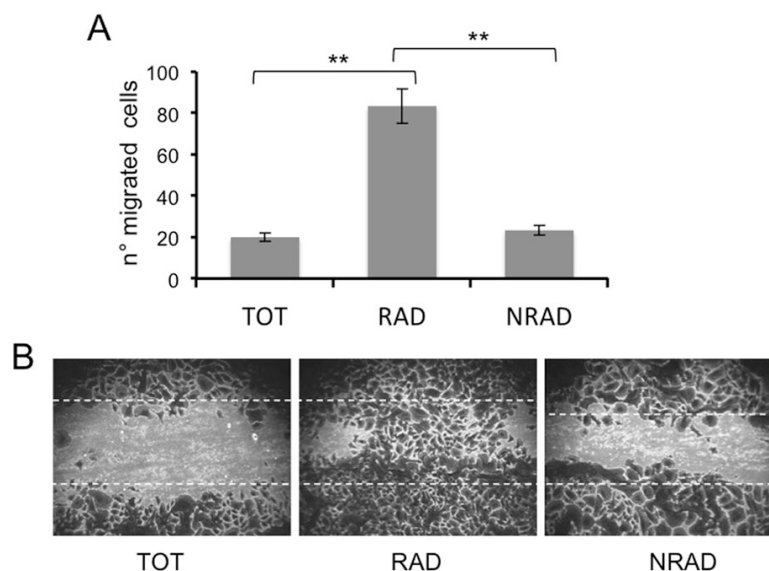 A
**
**
n° migrated cells
100
80
60
40
20
0
TOT
RAD
NRAD
B
TOT
RAD
NRAD